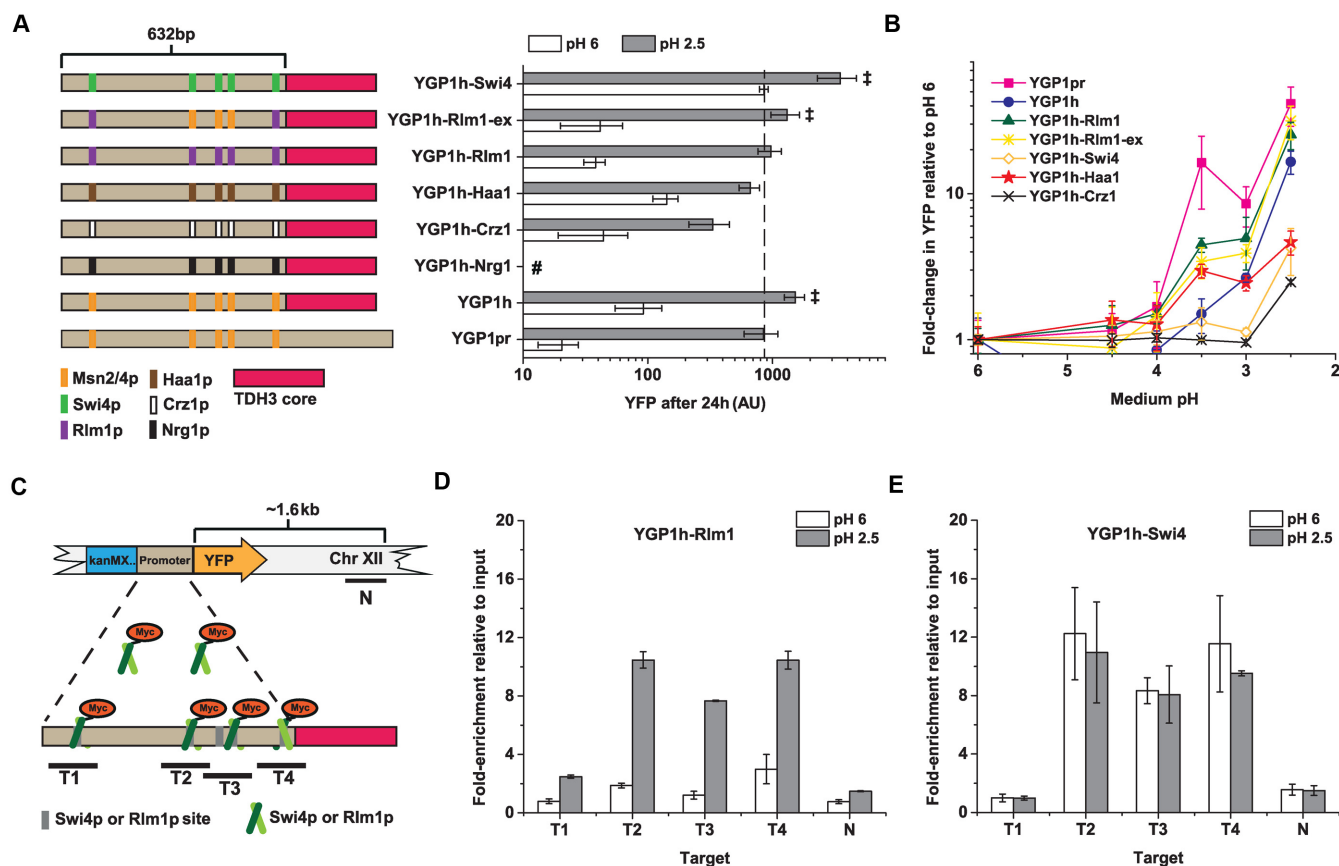 A
632bp
pH 6
pH 2.5
YGP1h-Swi4
‡
YGP1h-Rlm1-ex
‡
YGP1h-Rlm1
YGP1h-Haa1
YGP1h-Crz1
YGP1h-Nrg1
#
YGP1h
‡
YGP1pr
10
100
1000
YFP after 24h (AU)
Msn2/4p
Haa1p
TDH3 core
Swi4p
Crz1p
Rlm1p
Nrg1p
B
Fold-change in YFP relative to pH 6
10
1
YGP1pr
YGP1h
YGP1h-Rlm1
YGP1h-Rlm1-ex
YGP1h-Swi4
YGP1h-Haa1
YGP1h-Crz1
6
5
4
3
2
Medium pH
C
~1.6kb
kanMX..
Promoter
YFP
Chr XII
N
Myc
Myc
Myc
Myc
Myc
Myc
T1
T2
T3
T4
Swi4p or Rlm1p site
Swi4p or Rlm1p
D
YGP1h-Rlm1
pH 6
pH 2.5
Fold-enrichment relative to input
20
16
12
8
4
0
T1
T2
T3
T4
N
Target
E
YGP1h-Swi4
pH 6
pH 2.5
Fold-enrichment relative to input
20
16
12
8
4
0
T1
T2
T3
T4
N
Target